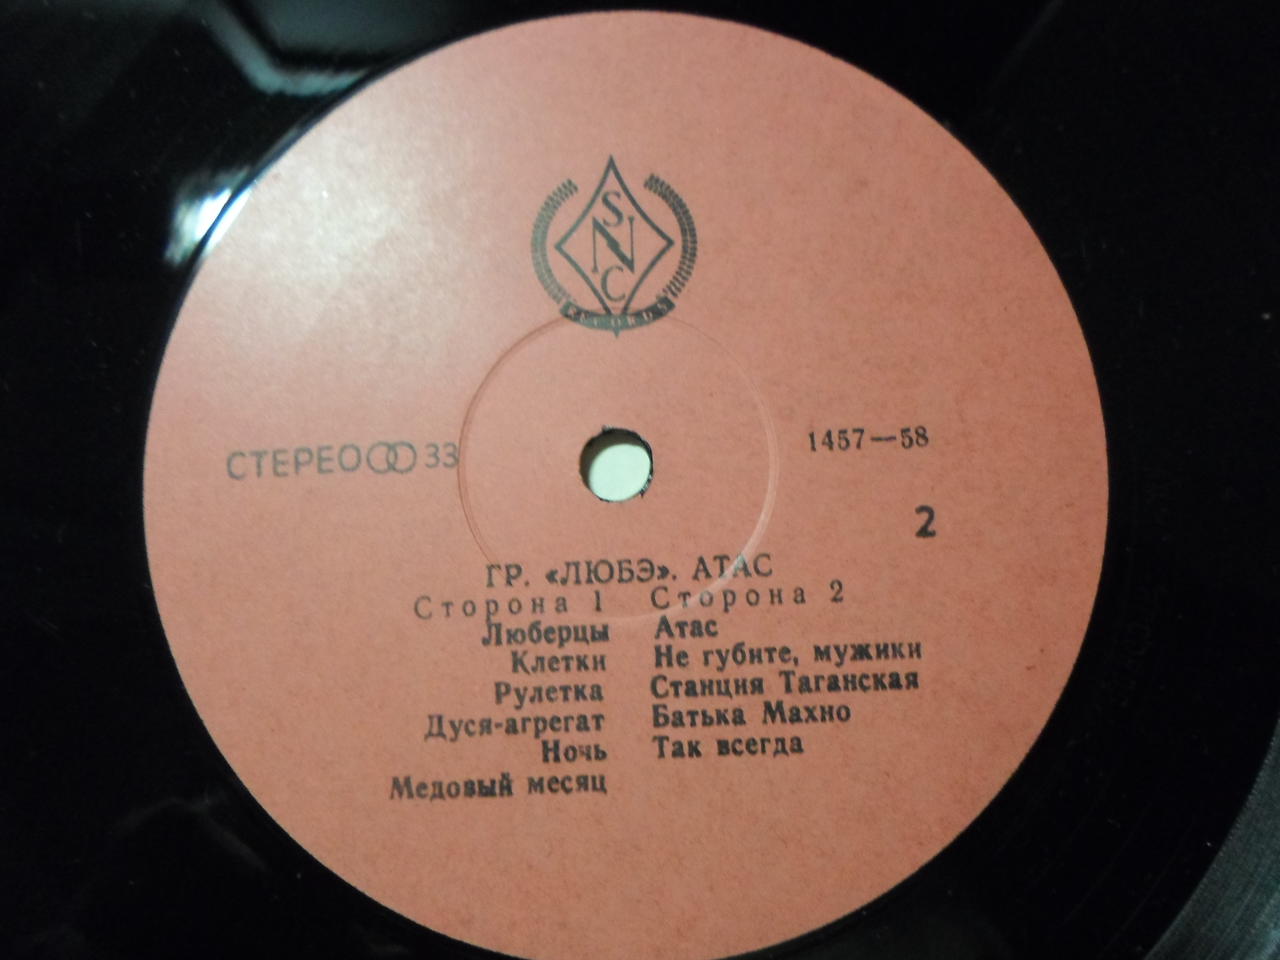 S
N
C
RECORDS
СТЕРЕО 33
1457—58
2
ГР. «ЛЮБЭ». АТАС
Сторона 1 Сторона 2
Люберцы Атас
Клетки Не губите, мужики
Рулетка Станция Таганская
Дуся-агрегат Батька Махно
Ночь Так всегда
Медовый месяц